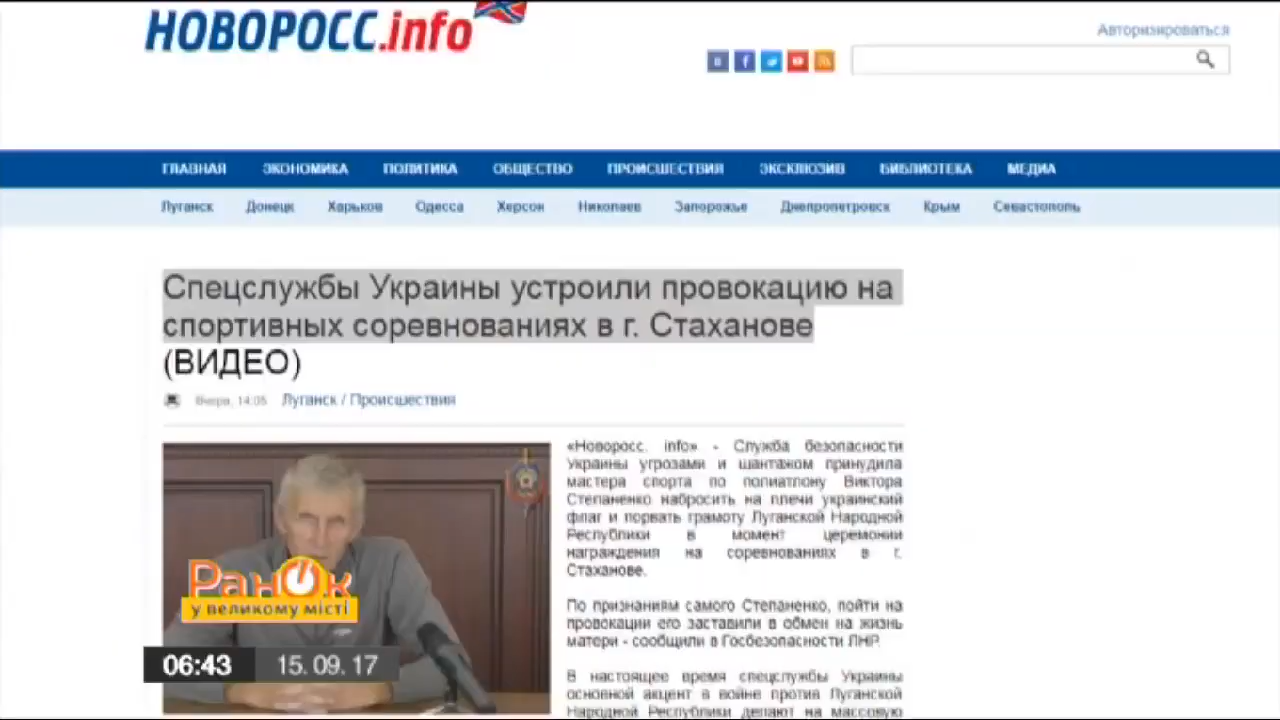 НОВОРОСС.info
Авторизироваться
ГЛАВНАЯ ЭКОНОМИКА ПОЛИТИКА ОБЩЕСТВО ПРОИСШЕСТВИЯ ЭКСКЛЮЗИВ БИБЛИОТЕКА МЕДИА
Луганск Донецк Харьков Одесса Херсон Николаев Запорожье Днепропетровск Крым Севастополь
Спецслужбы Украины устроили провокацию на
спортивных соревнованиях в г. Стаханове
(ВИДЕО)
Вчера, 14:05 Луганск / Происшествия
«Новоросс. info» - Служба безопасности
Украины угрозами и шантажом принудила
мастера спорта по полиатлону Виктора
Степаненко набросить на плечи украинский
флаг и порвать грамоту Луганской Народной
Республики в момент церемонии
награждения на соревнованиях в г.
Стаханове.
По признаниям самого Степаненко, пойти на
провокации его заставили в обмен на жизнь
матери - сообщили в Госбезопасности ЛНР.
В настоящее время спецслужбы Украины
основной акцент в войне против Луганской
Народной Республики делают на массовую
Ранок
у великому місті
06:43 15.09.17